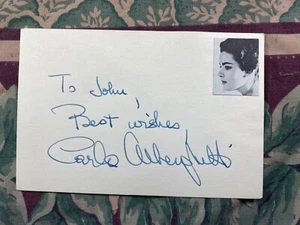 To John,
Best wishes
Carla Alberghetti